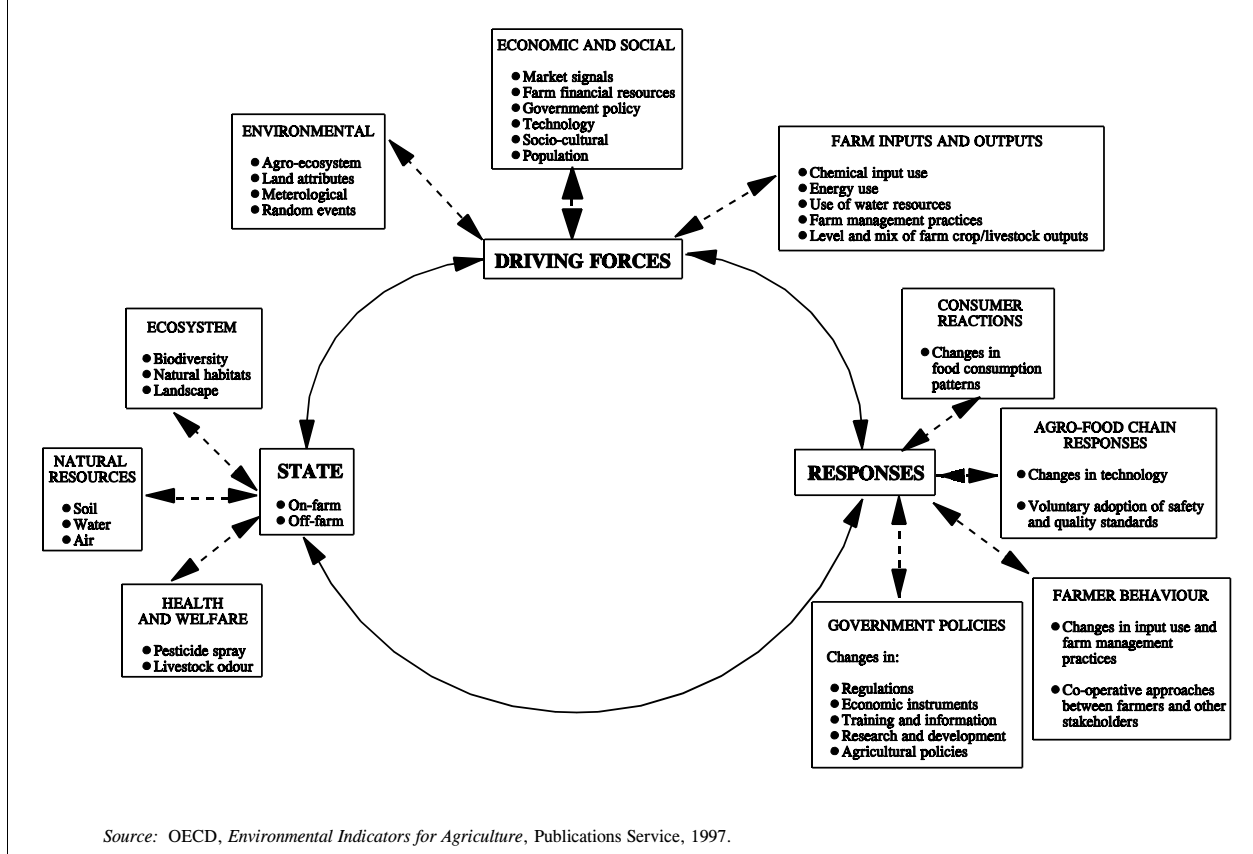 ECONOMIC AND SOCIAL
● Market signals
● Farm financial resources
● Government policy
● Technology
● Socio-cultural
● Population
ENVIRONMENTAL
● Agro-ecosystem
● Land attributes
● Meterological
● Random events
FARM INPUTS AND OUTPUTS
● Chemical input use
● Energy use
● Use of water resources
● Farm management practices
● Level and mix of farm crop/livestock outputs
DRIVING FORCES
ECOSYSTEM
● Biodiversity
● Natural habitats
● Landscape
NATURAL
RESOURCES
● Soil
● Water
● Air
STATE
● On-farm
● Off-farm
HEALTH
AND WELFARE
● Pesticide spray
● Livestock odour
CONSUMER
REACTIONS
● Changes in
food consumption
patterns
RESPONSES
AGRO-FOOD CHAIN
RESPONSES
● Changes in technology
● Voluntary adoption of safety
and quality standards
GOVERNMENT POLICIES
Changes in:
● Regulations
● Economic instruments
● Training and information
● Research and development
● Agricultural policies
FARMER BEHAVIOUR
● Changes in input use and
farm management
practices
● Co-operative approaches
between farmers and other
stakeholders
Source: OECD, Environmental Indicators for Agriculture, Publications Service, 1997.